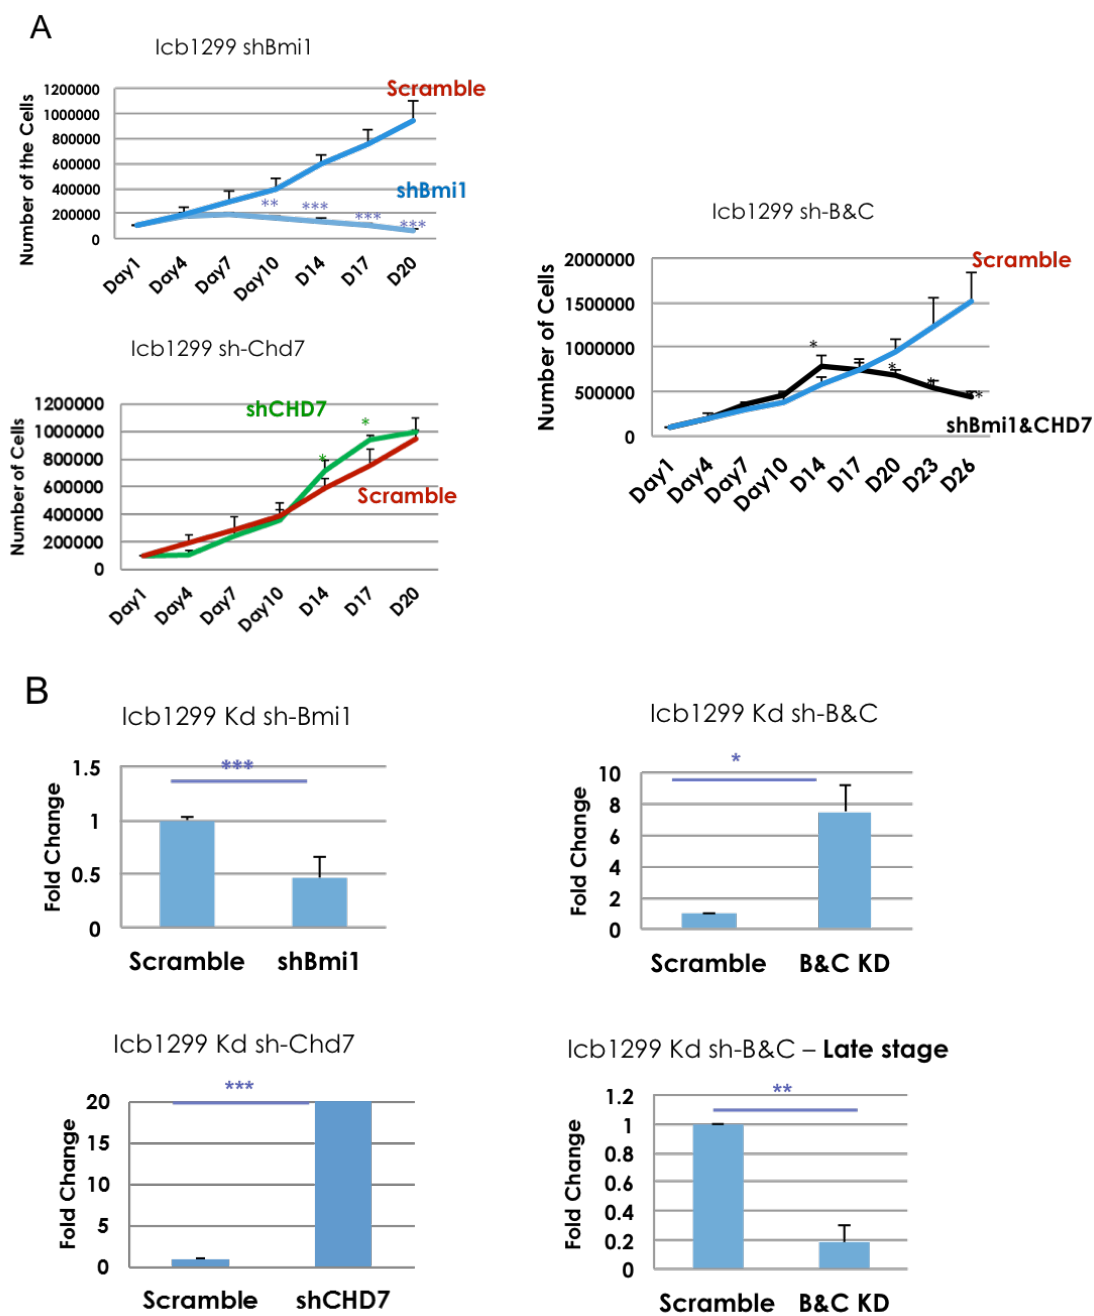 A
Icb1299 shBmi1
Number of the Cells
1200000
1000000
800000
600000
400000
200000
0
Scramble
shBmi1
**
***
***
***
Day1
Day4
Day7
Day10
D14
D17
D20
Icb1299 sh-Chd7
Number of Cells
1200000
1000000
800000
600000
400000
200000
0
shCHD7
*
*
Scramble
Day1
Day4
Day7
Day10
D14
D17
D20
Icb1299 sh-B&C
Number of Cells
2000000
1500000
1000000
500000
0
Scramble
*
*
*
*
shBmi1&CHD7
Day1
Day4
Day7
Day10
D14
D17
D20
D23
D26
B
Icb1299 Kd sh-Bmi1
Fold Change
1.5
1
0.5
0
***
Scramble
shBmi1
Icb1299 Kd sh-B&C
Fold Change
10
8
6
4
2
0
*
Scramble
B&C KD
Icb1299 Kd sh-Chd7
Fold Change
20
15
10
5
0
***
Scramble
shCHD7
Icb1299 Kd sh-B&C – Late stage
Fold Change
1.2
1
0.8
0.6
0.4
0.2
0
**
Scramble
B&C KD